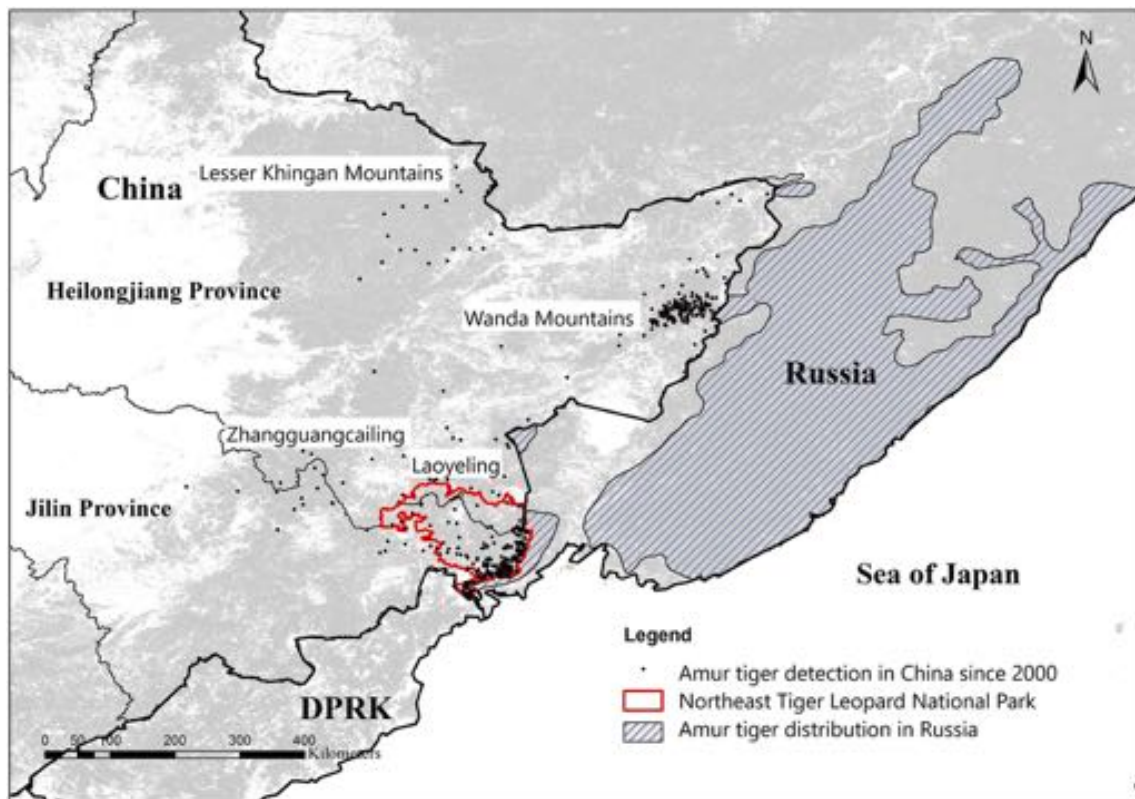 N
Lesser Khingan Mountains
China
Heilongjiang Province
Wanda Mountains
Russia
Zhangguangcailing
Laoyeling
Jilin Province
Sea of Japan
Legend
Amur tiger detection in China since 2000
Northeast Tiger Leopard National Park
Amur tiger distribution in Russia
DPRK
0 50 100 200 300 400
Kilometers